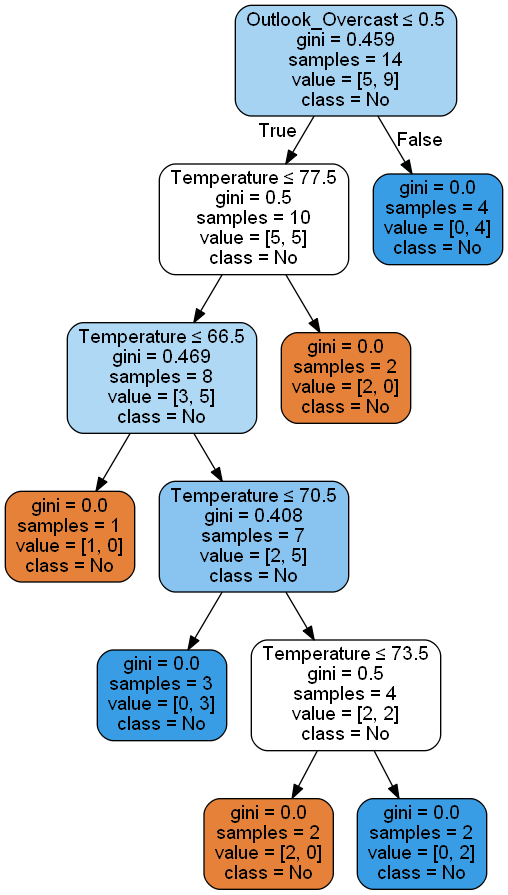 Outlook_Overcast ≤ 0.5
gini = 0.459
samples = 14
value = [5, 9]
class = No
True
False
Temperature ≤ 77.5
gini = 0.5
samples = 10
value = [5, 5]
class = No
gini = 0.0
samples = 4
value = [0, 4]
class = No
Temperature ≤ 66.5
gini = 0.469
samples = 8
value = [3, 5]
class = No
gini = 0.0
samples = 2
value = [2, 0]
class = No
gini = 0.0
samples = 1
value = [1, 0]
class = No
Temperature ≤ 70.5
gini = 0.408
samples = 7
value = [2, 5]
class = No
gini = 0.0
samples = 3
value = [0, 3]
class = No
Temperature ≤ 73.5
gini = 0.5
samples = 4
value = [2, 2]
class = No
gini = 0.0
samples = 2
value = [2, 0]
class = No
gini = 0.0
samples = 2
value = [0, 2]
class = No